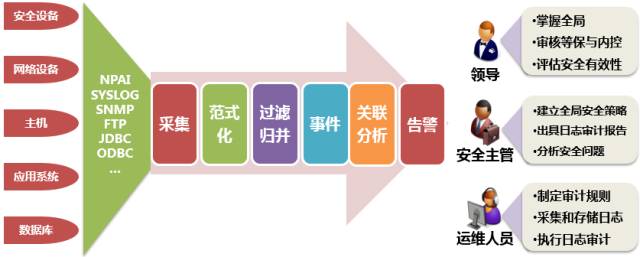 安全设备
网络设备
主机
应用系统
数据库
NPAI
SYSLOG
SNMP
FTP
JDBC
ODBC
...
采集
范式
化
过滤
归并
事件
关联
分析
告警
领导
•掌握全局
•审核等保与内控
•评估安全有效性
安全主管
•建立全局安全策略
•出具日志审计报告
•分析安全问题
运维人员
•制定审计规则
•采集和存储日志
•执行日志审计